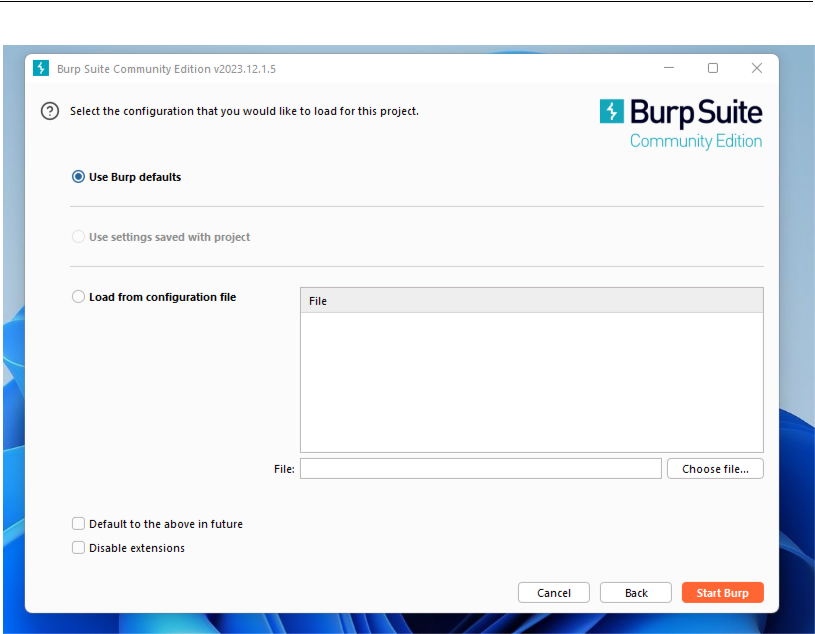 Burp Suite Community Edition v2023.12.1.5
Select the configuration that you would like to load for this project.
Burp Suite
Community Edition
Use Burp defaults
Use settings saved with project
Load from configuration file
File
File:
Choose file...
Default to the above in future
Disable extensions
Cancel
Back
Start Burp